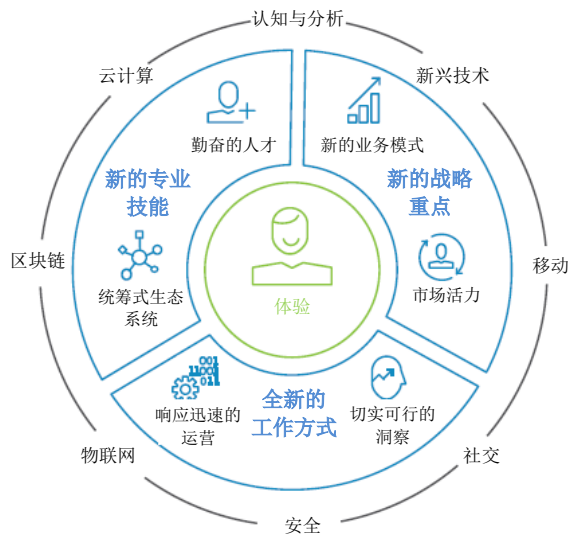 认知与分析
云计算
新兴技术
勤奋的人才
新的业务模式
新的专业
技能
新的战略
重点
区块链
移动
统筹式生态
系统
体验
市场活力
001
11001
011
响应迅速的
运营
全新的
工作方式
切实可行的
洞察
物联网
社交
安全